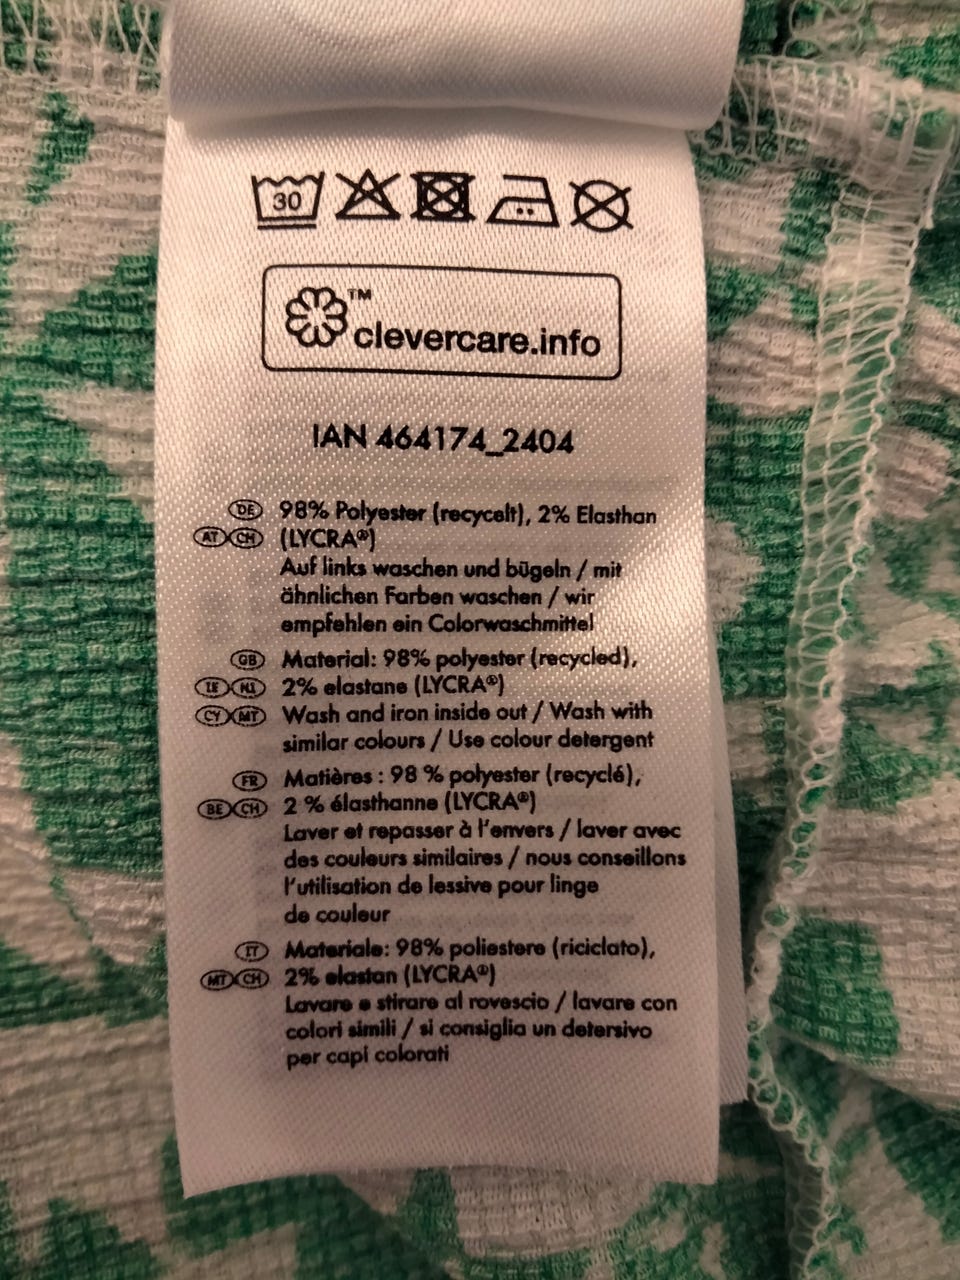 30
™
clevercare.info
IAN 464174_2404
DE 98% Polyester (recycelt), 2% Elasthan
AT CH (LYCRA®)
Auf links waschen und bügeln / mit
ähnlichen Farben waschen / wir
empfehlen ein Colorwaschmittel
GB Material: 98% polyester (recycled),
IE NI 2% elastane (LYCRA®)
CY MT Wash and iron inside out / Wash with
similar colours / Use colour detergent
FR Matières : 98 % polyester (recyclé),
BE CH 2 % élasthanne (LYCRA®)
Laver et repasser à l'envers / laver avec
des couleurs similaires / nous conseillons
l'utilisation de lessive pour linge
de couleur
IT Materiale: 98% poliestere (riciclato),
MT CH 2% elastan (LYCRA®)
Lavare e stirare al rovescio / lavare con
colori simili / si consiglia un detersivo
per capi colorati